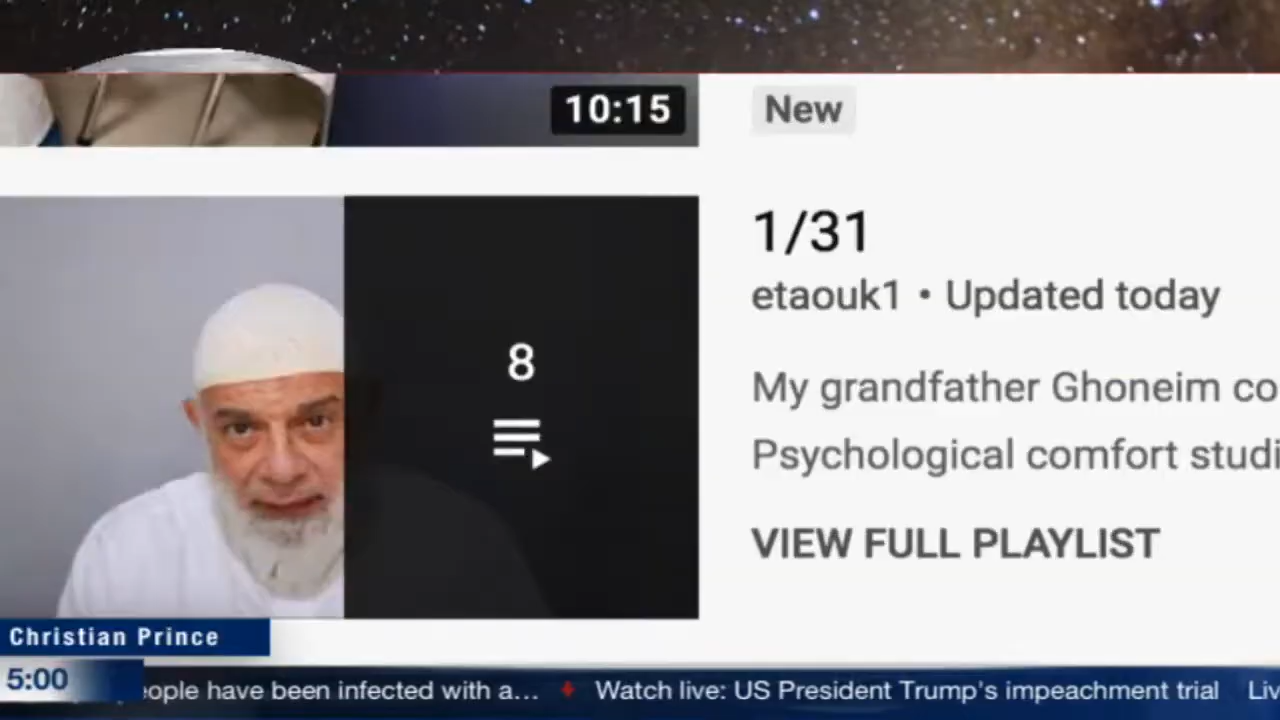 10:15
New
1/31
etaouk1 • Updated today
8
My grandfather Ghoneim co
Psychological comfort studi
VIEW FULL PLAYLIST
Christian Prince
5:00
eople have been infected with a... ♦ Watch live: US President Trump's impeachment trial Liv